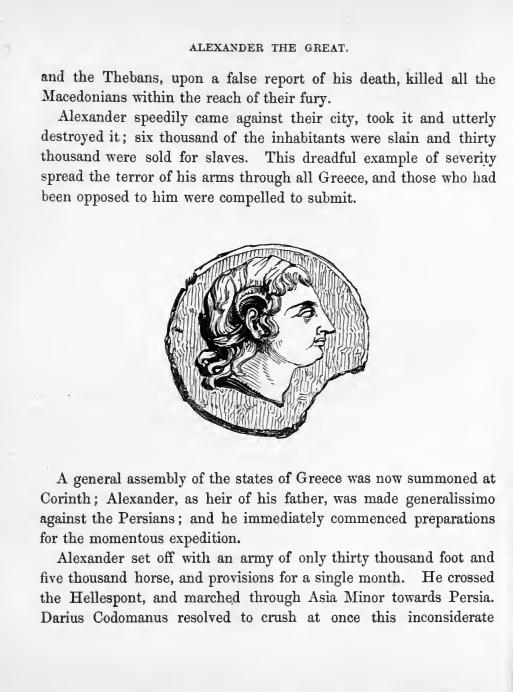 ALEXANDER THE GREAT.
and the Thebans, upon a false report of his death, killed all the
Macedonians within the reach of their fury.
Alexander speedily came against their city, took it and utterly
destroyed it; six thousand of the inhabitants were slain and thirty
thousand were sold for slaves. This dreadful example of severity
spread the terror of his arms through all Greece, and those who had
been opposed to him were compelled to submit.
A general assembly of the states of Greece was now summoned at
Corinth; Alexander, as heir of his father, was made generalissimo
against the Persians; and he immediately commenced preparations
for the momentous expedition.
Alexander set off with an army of only thirty thousand foot and
five thousand horse, and provisions for a single month. He crossed
the Hellespont, and marched through Asia Minor towards Persia.
Darius Codomanus resolved to crush at once this inconsiderate